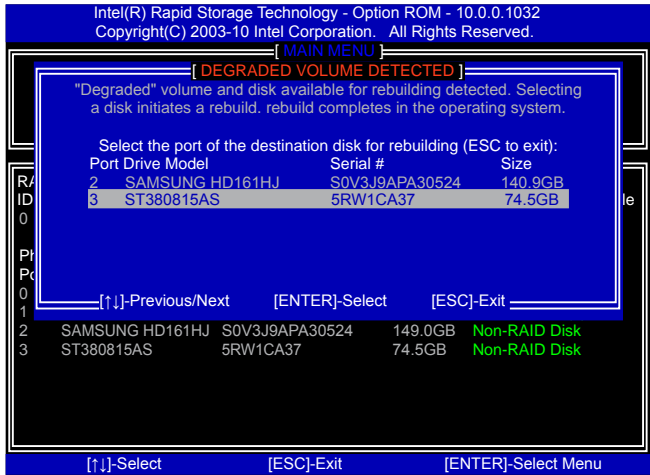 Intel(R) Rapid Storage Technology - Option ROM - 10.0.0.1032
Copyright(C) 2003-10 Intel Corporation. All Rights Reserved.
[ MAIN MENU ]
[ DEGRADED VOLUME DETECTED ]
"Degraded" volume and disk available for rebuilding detected. Selecting
a disk initiates a rebuild. rebuild completes in the operating system.
Select the port of the destination disk for rebuilding (ESC to exit):
Port Drive Model Serial # Size
2 SAMSUNG HD161HJ S0V3J9APA30524 140.9GB
3 ST380815AS 5RW1CA37 74.5GB
[↑↓]-Previous/Next [ENTER]-Select [ESC]-Exit
ID
0
0
1
2 SAMSUNG HD161HJ S0V3J9APA30524 149.0GB Non-RAID Disk
3 ST380815AS 5RW1CA37 74.5GB Non-RAID Disk
[↑↓]-Select [ESC]-Exit [ENTER]-Select Menu